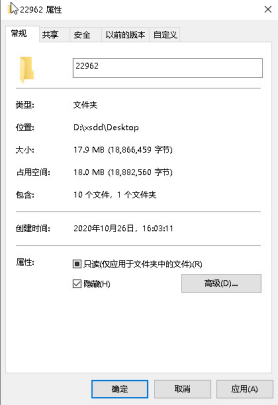 22962 属性
常规 共享 安全 以前的版本 自定义
22962
类型: 文件夹
位置: D:\xsdd\Desktop
大小: 17.9 MB (18,866,459 字节)
占用空间: 18.0 MB (18,882,560 字节)
包含: 10 个文件，1 个文件夹
创建时间: 2020年10月26日，16:03:11
属性: 只读(仅应用于文件夹中的文件)(R)
隐藏(H) 高级(D)...
确定 取消 应用(A)